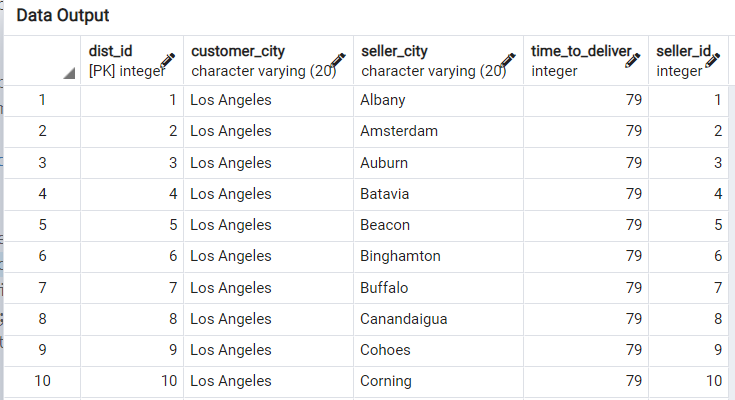 Data Output
dist_id customer_city seller_city time_to_deliver seller_id
[PK] integer character varying (20) character varying (20) integer integer
1 1 Los Angeles Albany 79 1
2 2 Los Angeles Amsterdam 79 2
3 3 Los Angeles Auburn 79 3
4 4 Los Angeles Batavia 79 4
5 5 Los Angeles Beacon 79 5
6 6 Los Angeles Binghamton 79 6
7 7 Los Angeles Buffalo 79 7
8 8 Los Angeles Canandaigua 79 8
9 9 Los Angeles Cohoes 79 9
10 10 Los Angeles Corning 79 10